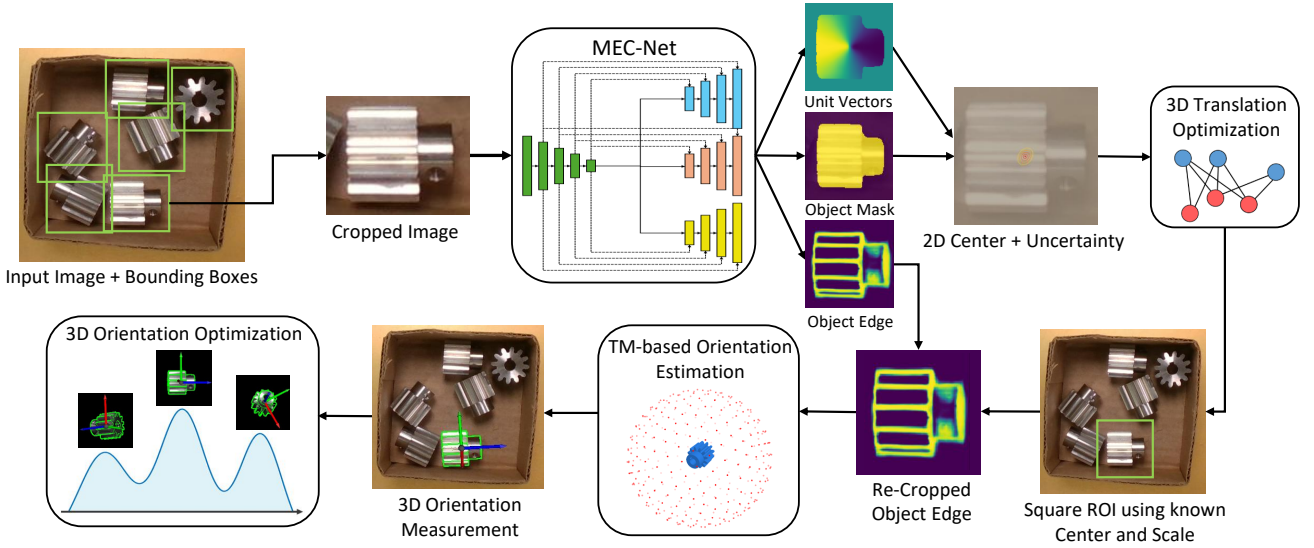 MEC-Net
Input Image + Bounding Boxes
Cropped Image
Unit Vectors
Object Mask
Object Edge
2D Center + Uncertainty
3D Translation
Optimization
3D Orientation Optimization
3D Orientation
Measurement
TM-based Orientation
Estimation
Re-Cropped
Object Edge
Square ROI using known
Center and Scale